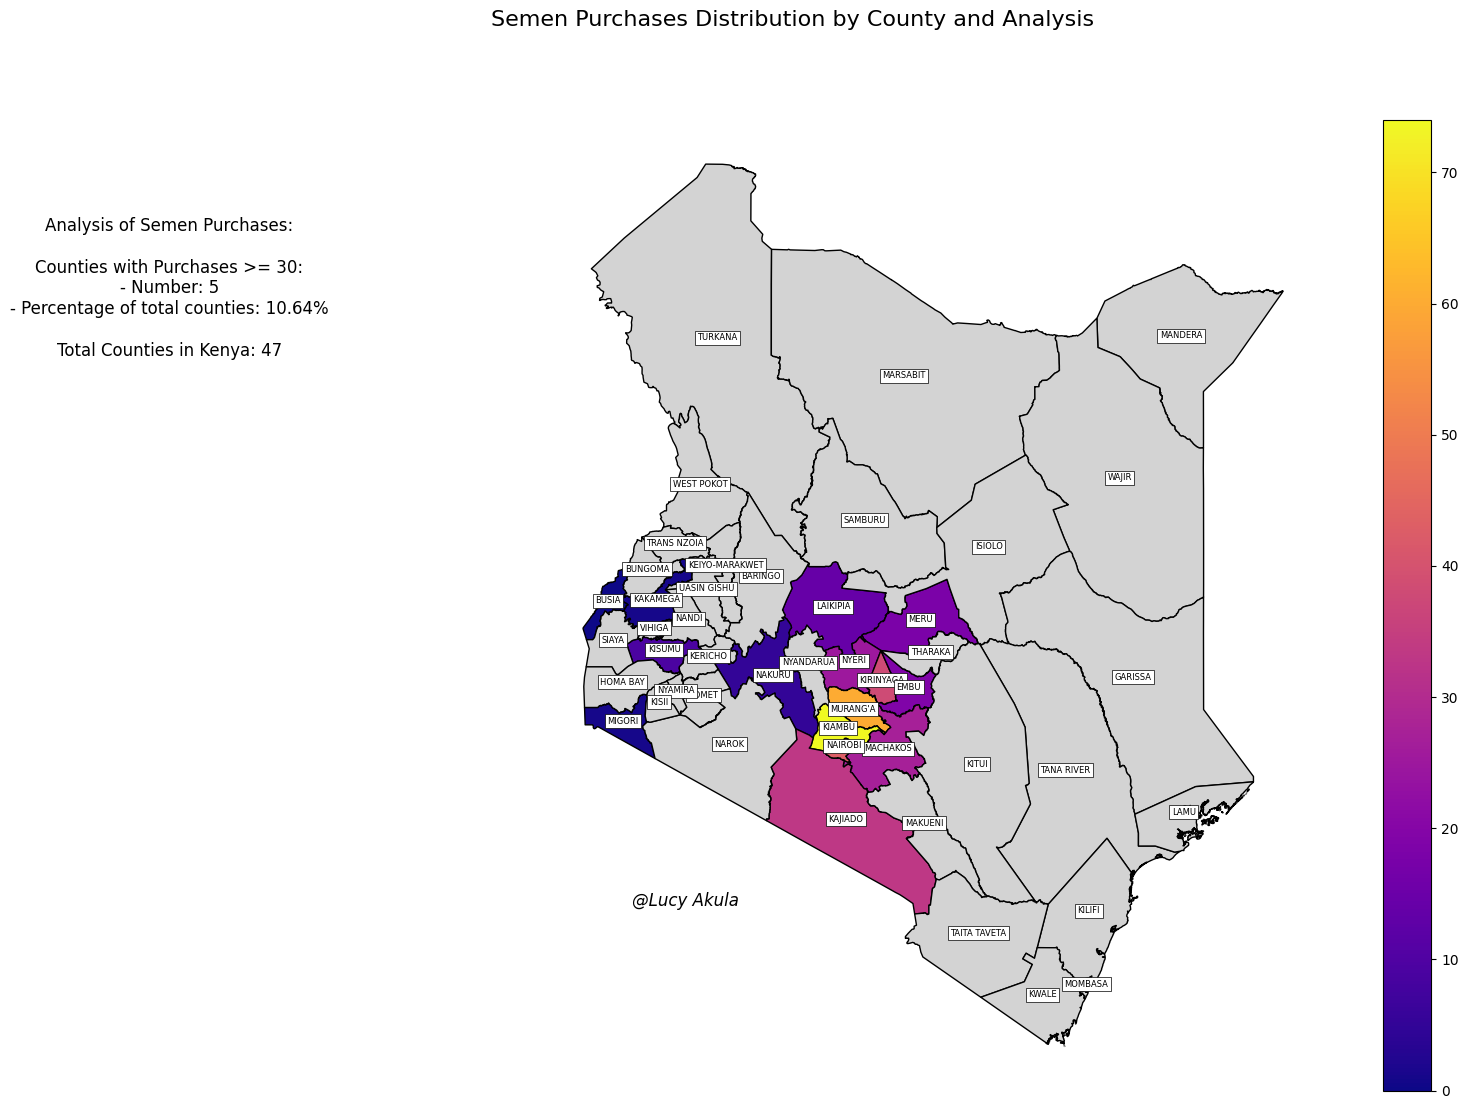 Semen Purchases Distribution by County and Analysis
Analysis of Semen Purchases:
Counties with Purchases >= 30:
- Number: 5
- Percentage of total counties: 10.64%
Total Counties in Kenya: 47
TURKANA
MANDERA
MARSABIT
WAJIR
WEST POKOT
SAMBURU
TRANS NZOIA
ISIOLO
KEIYO-MARAKWET
BUNGOMA
BARINGO
UASIN GISHU
BUSIA
KAKAMEGA
LAIKIPIA
NANDI
MERU
VIHIGA
SIAYA
KISUMU
THARAKA
KERICHO
NYERI
NYANDARUA
NAKURU
GARISSA
KIRINYAGA
HOMA BAY
EMBU
NYAMIRA
OMET
KISII
MURANG'A
MIGORI
KIAMBU
NAROK
NAIROBI
MACHAKOS
KITUI
TANA RIVER
LAMU
KAJIADO
MAKUENI
@Lucy Akula
KILIFI
TAITA TAVETA
MOMBASA
KWALE
70
60
50
40
30
20
10
0